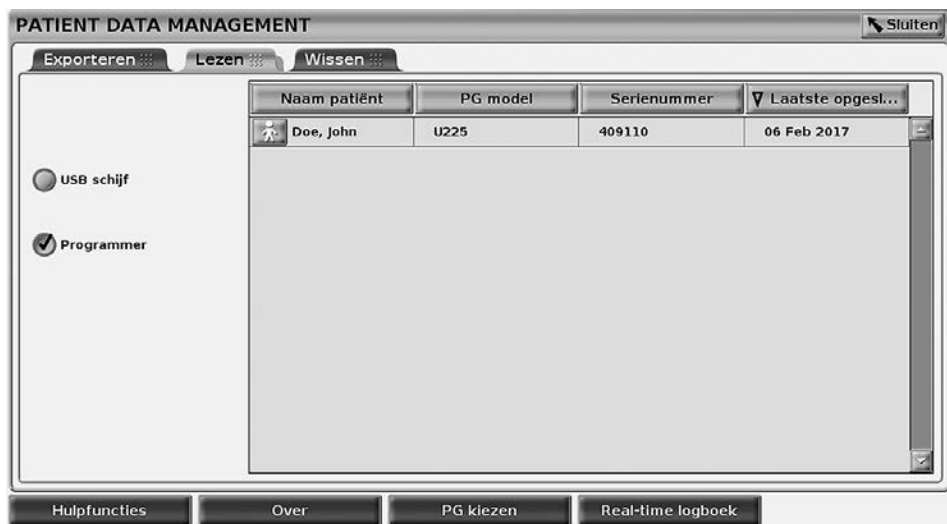 PATIENT DATA MANAGEMENT Sluiten
Exporteren Lezen Wissen
Naam patiënt PG model Serienummer Laatste opgesl...
Doe, John U225 409110 06 Feb 2017
USB schijf
Programmer
Hulpfuncties Over PG kiezen Real-time logboek